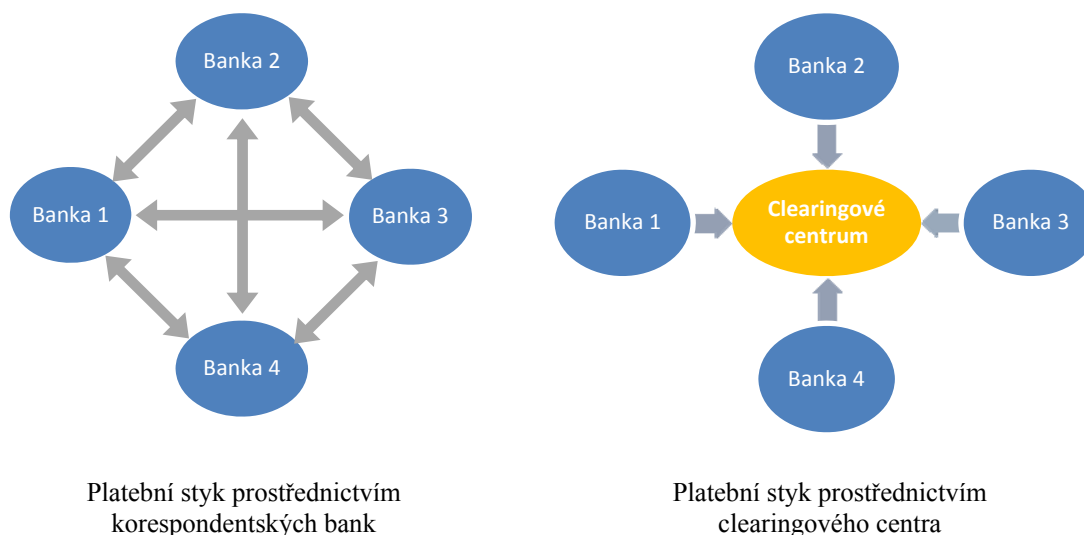 Banka 2
Banka 1
Banka 3
Banka 4
Platební styk prostřednictvím
korespondentských bank
Banka 2
Banka 1
Clearingové
centrum
Banka 3
Banka 4
Platební styk prostřednictvím
clearingového centra